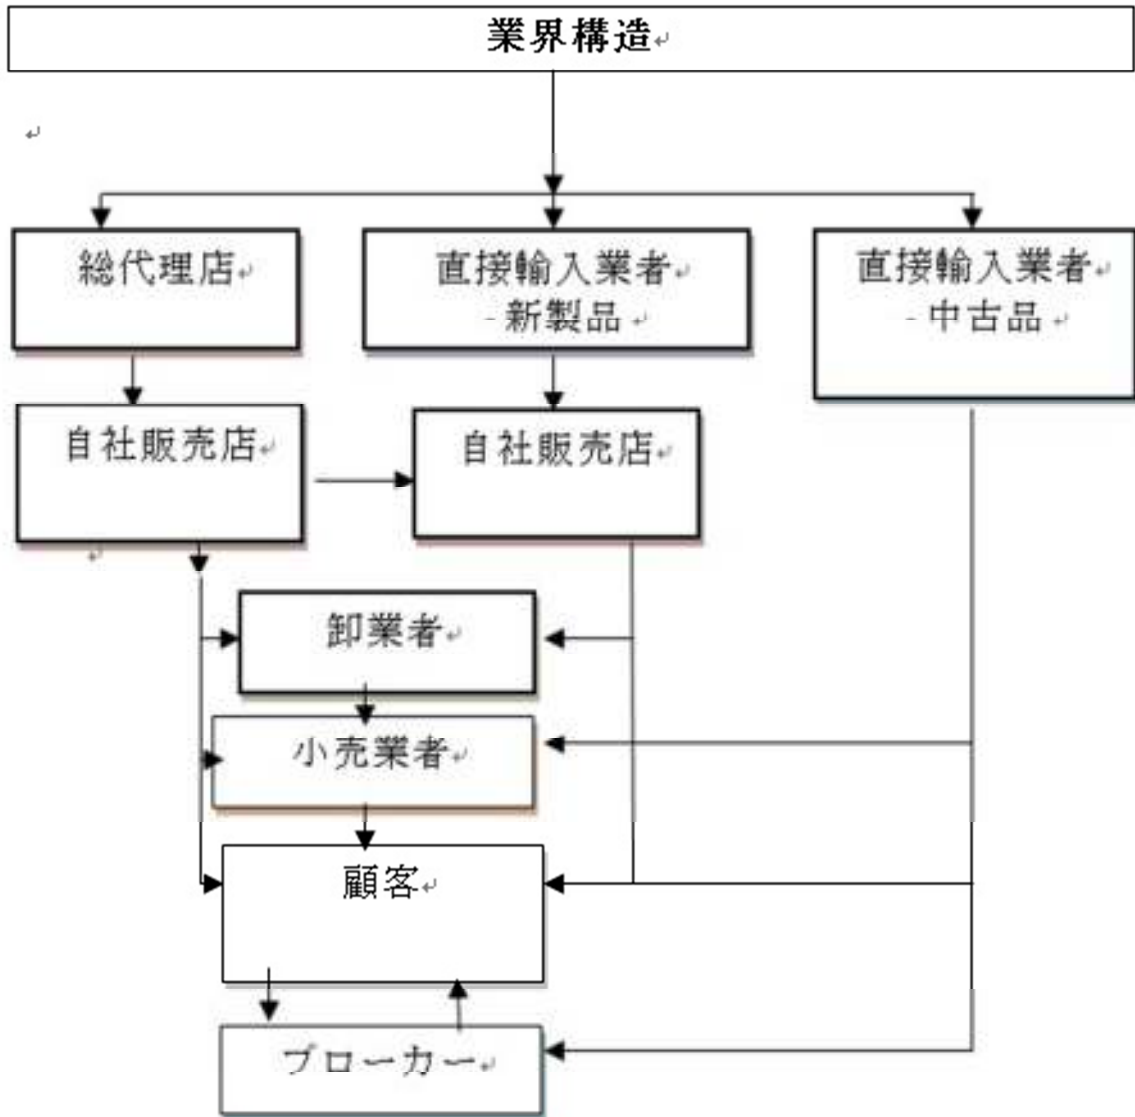 業界構造
総代理店
直接輸入業者
- 新製品
直接輸入業者
- 中古品
自社販売店
自社販売店
卸業者
小売業者
顧客
ブローカー